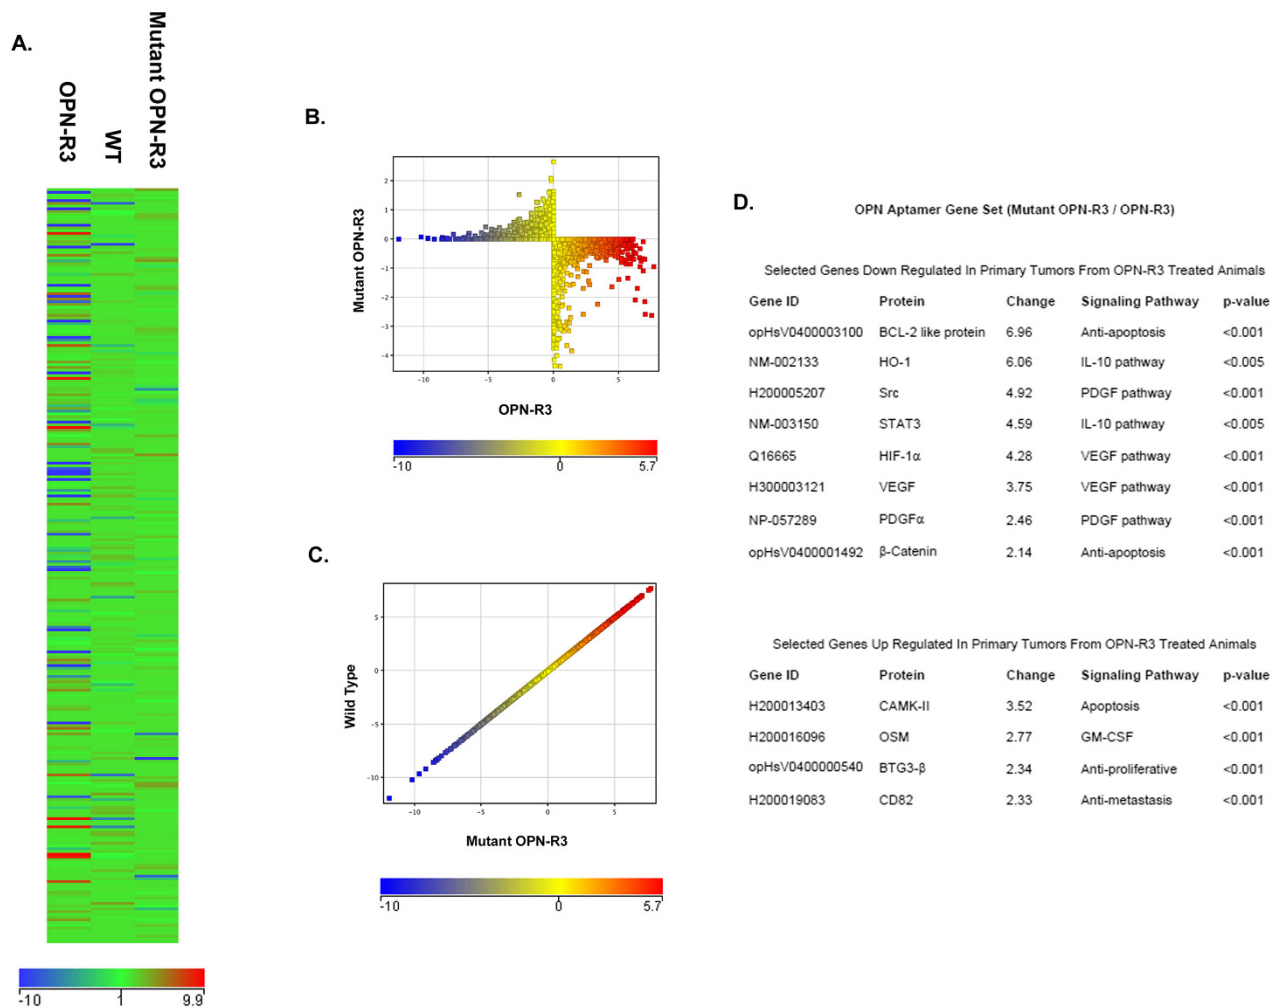 A.
OPN-R3
WT
Mutant OPN-R3
-10 1 9.9
B.
Mutant OPN-R3
2
1
0
-1
-2
-3
-4
-10 -5 0 5
OPN-R3
-10 0 5.7
C.
Wild Type
5
0
-5
-10
-10 -5 0 5
Mutant OPN-R3
-10 0 5.7
D.
OPN Aptamer Gene Set (Mutant OPN-R3 / OPN-R3)
Selected Genes Down Regulated In Primary Tumors From OPN-R3 Treated Animals
Gene ID Protein Change Signaling Pathway p-value
opHsV0400003100 BCL-2 like protein 6.96 Anti-apoptosis <0.001
NM-002133 HO-1 6.06 IL-10 pathway <0.005
H200005207 Src 4.92 PDGF pathway <0.001
NM-003150 STAT3 4.59 IL-10 pathway <0.005
Q16665 HIF-1α 4.28 VEGF pathway <0.001
H300003121 VEGF 3.75 VEGF pathway <0.001
NP-057289 PDGFα 2.46 PDGF pathway <0.001
opHsV0400001492 β-Catenin 2.14 Anti-apoptosis <0.001
Selected Genes Up Regulated In Primary Tumors From OPN-R3 Treated Animals
Gene ID Protein Change Signaling Pathway p-value
H200013403 CAMK-II 3.52 Apoptosis <0.001
H200016096 OSM 2.77 GM-CSF <0.001
opHsV0400000540 BTG3-β 2.34 Anti-proliferative <0.001
H200019083 CD82 2.33 Anti-metastasis <0.001